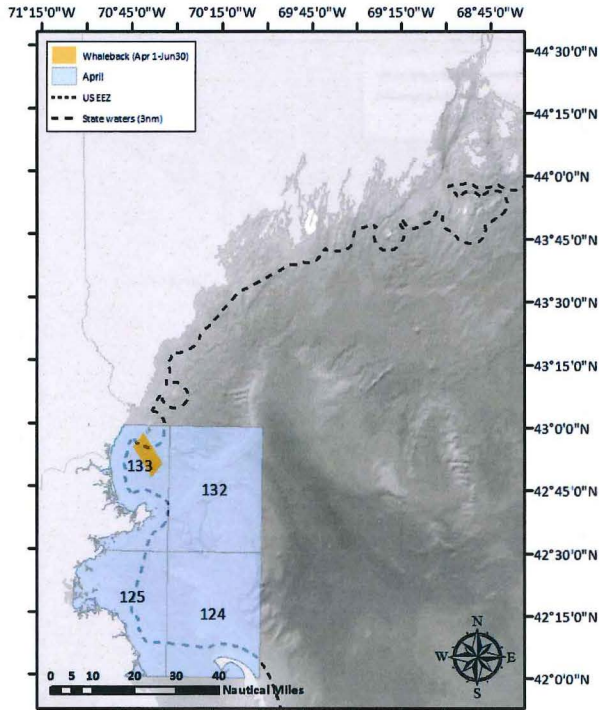 71°15'0"W 70°45'0"W 70°15'0"W 69°45'0"W 69°15'0"W 68°45'0"W
Whaleback (Apr 1-Jun30)
April
US EEZ
State waters (3nm)
44°30'0"N
44°15'0"N
44°0'0"N
43°45'0"N
43°30'0"N
43°15'0"N
43°0'0"N
42°45'0"N
42°30'0"N
42°15'0"N
42°0'0"N
133
132
125
124
N
W E
S
0 5 10 20 30 40
Nautical Miles